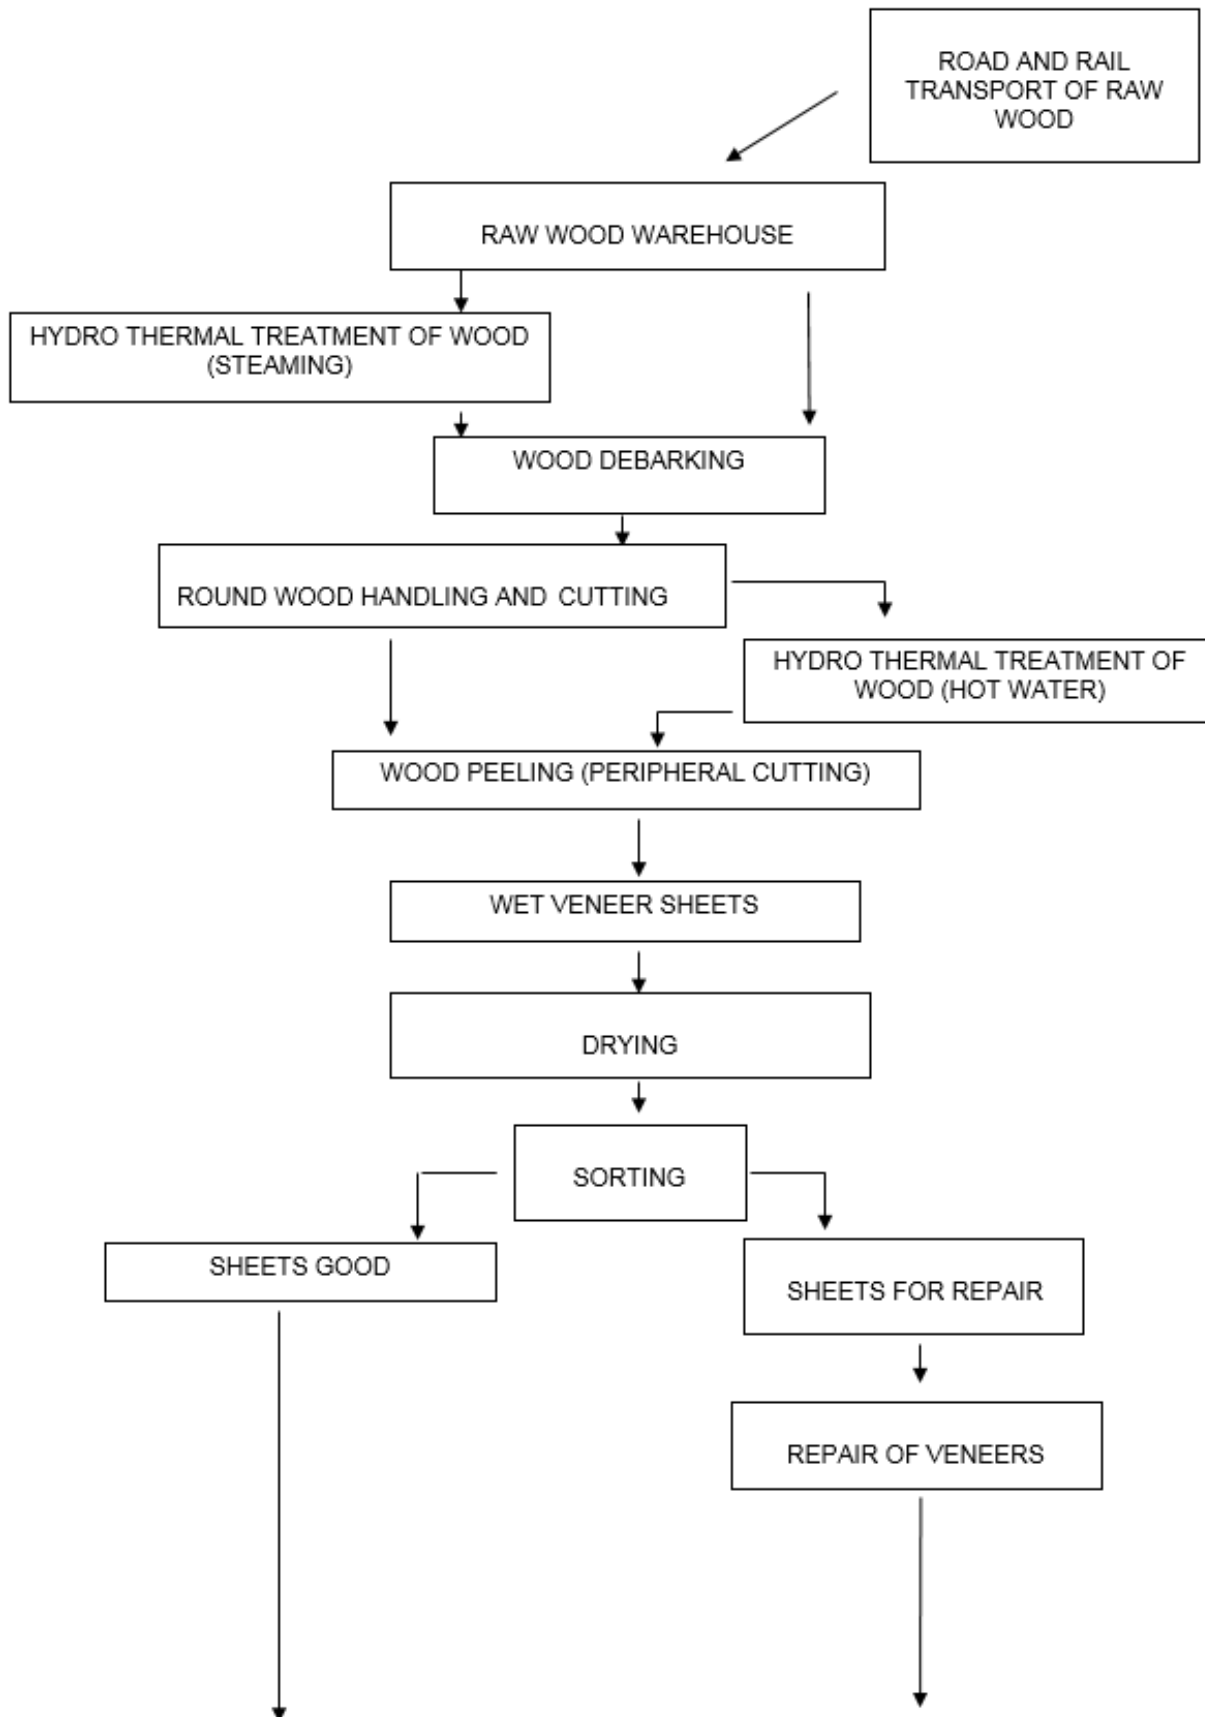 ROAD AND RAIL
TRANSPORT OF RAW
WOOD
RAW WOOD WAREHOUSE
HYDRO THERMAL TREATMENT OF WOOD
(STEAMING)
WOOD DEBARKING
ROUND WOOD HANDLING AND CUTTING
HYDRO THERMAL TREATMENT OF
WOOD (HOT WATER)
WOOD PEELING (PERIPHERAL CUTTING)
WET VENEER SHEETS
DRYING
SORTING
SHEETS GOOD
SHEETS FOR REPAIR
REPAIR OF VENEERS